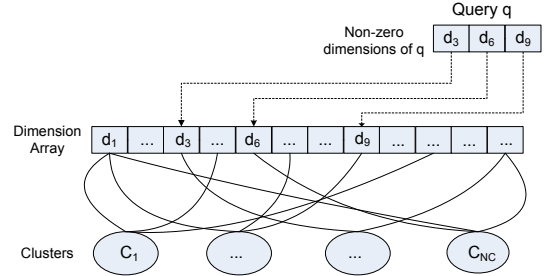 Query q
Non-zero
dimensions of q
d3 d6 d9
Dimension
Array
d1 ... d3 ... d6 ... ... d9 ... ... ... ...
Clusters
C1 ... ... CNC